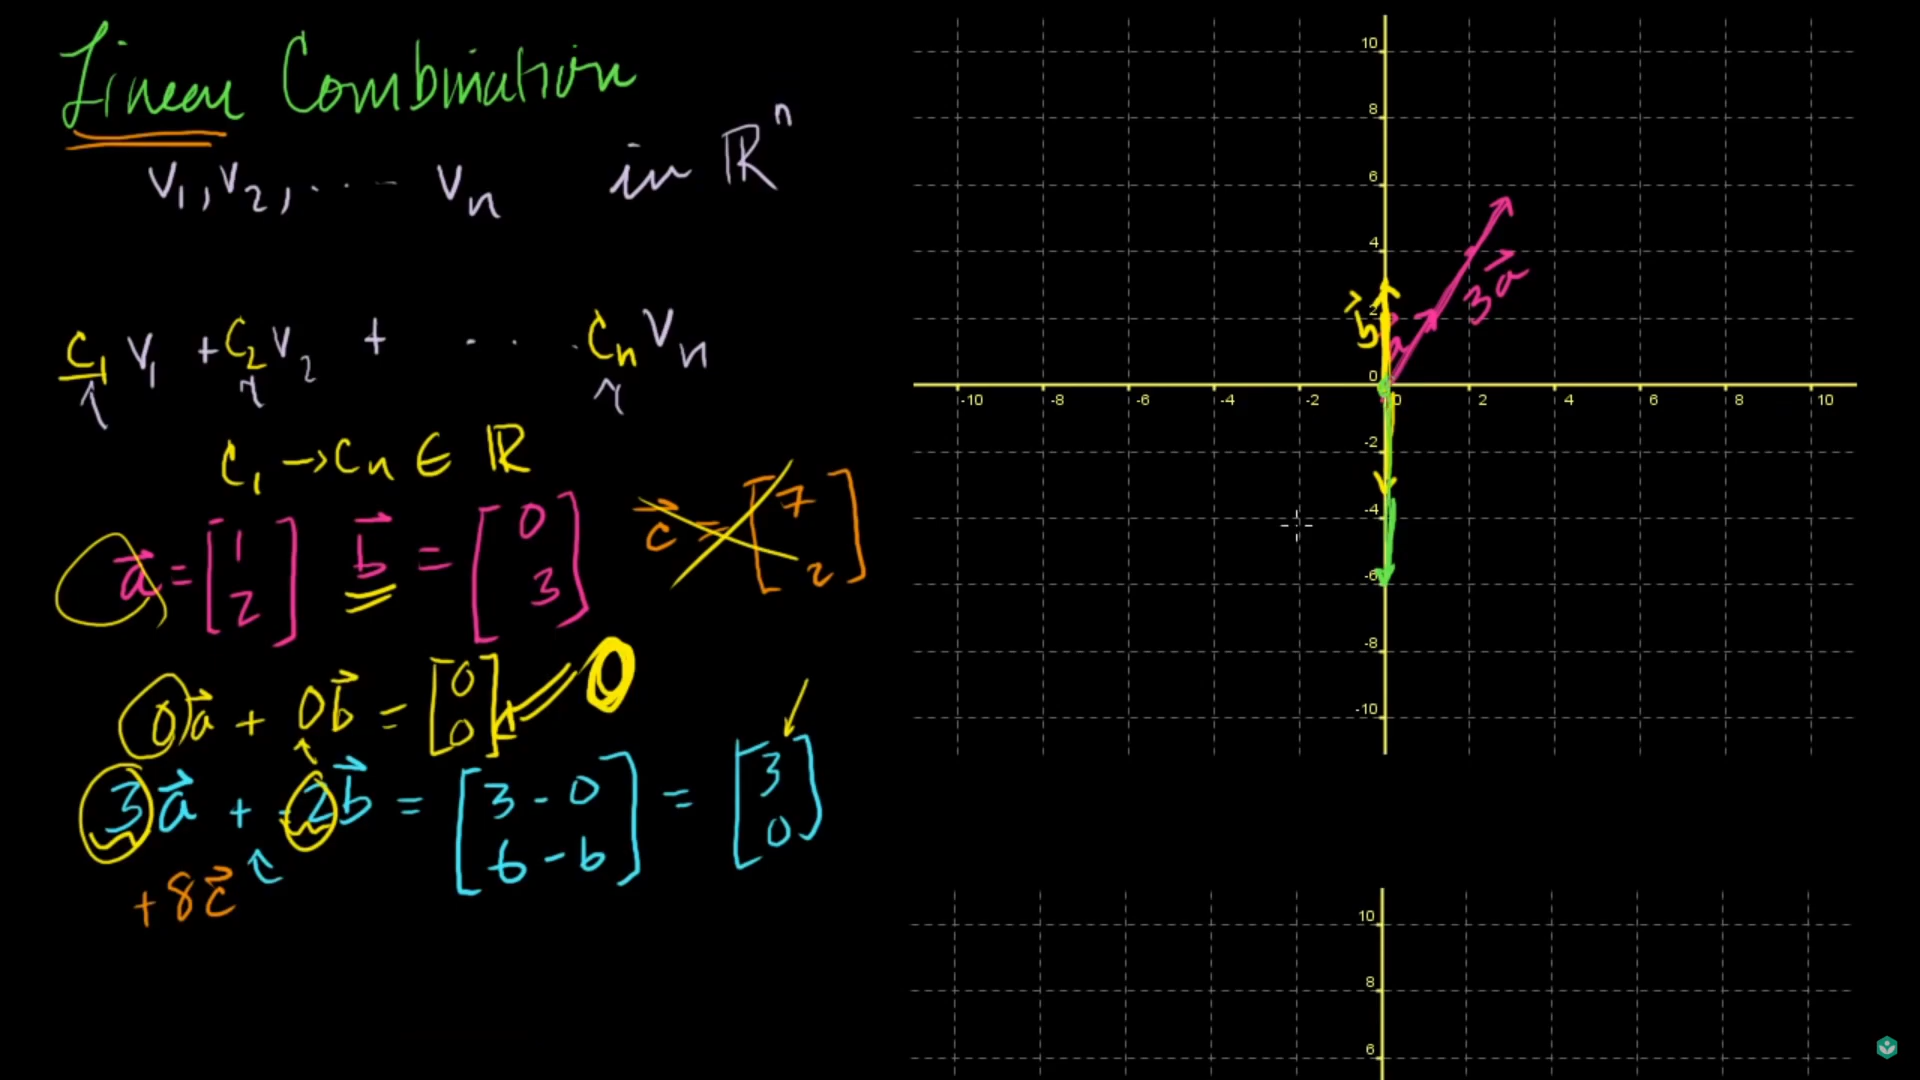 Linear Combination
v₁, v₂, ... vₙ in ℝⁿ
c₁v₁ + c₂v₂ + ... cₙvₙ
c₁ → cₙ ∈ ℝ
a⃗ = [1 2] b⃗ = [0 3] c⃗ = [7 2]
0a⃗ + 0b⃗ = [0 0] 0
3a⃗ + -2b⃗ = [3-0 6-6] = [3 0]
+8c⃗
10
8
6
4
2
0
-10 -8 -6 -4 -2 0 2 4 6 8 10
-2
-4
-6
-8
-10
b⃗
a⃗
3a⃗
10
8
6